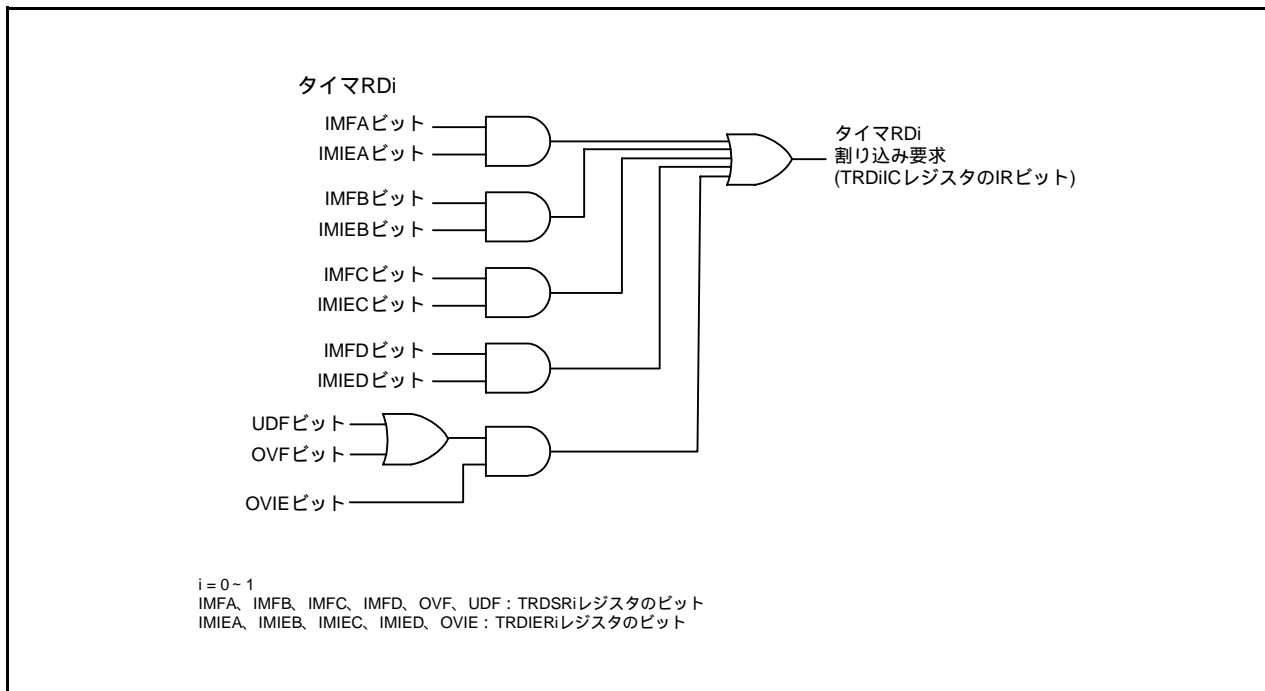 タイマRDi
IMFAビット
IMIEAビット
IMFBビット
IMIEBビット
IMFCビット
IMIECビット
IMFDビット
IMIEDビット
UDFビット
OVFビット
OVIEビット
タイマRDi
割り込み要求
(TRDiICレジスタのIRビット)
i = 0~1
IMFA、IMFB、IMFC、IMFD、OVF、UDF：TRDSRiレジスタのビット
IMIEA、IMIEB、IMIEC、IMIED、OVIE：TRDIERiレジスタのビット